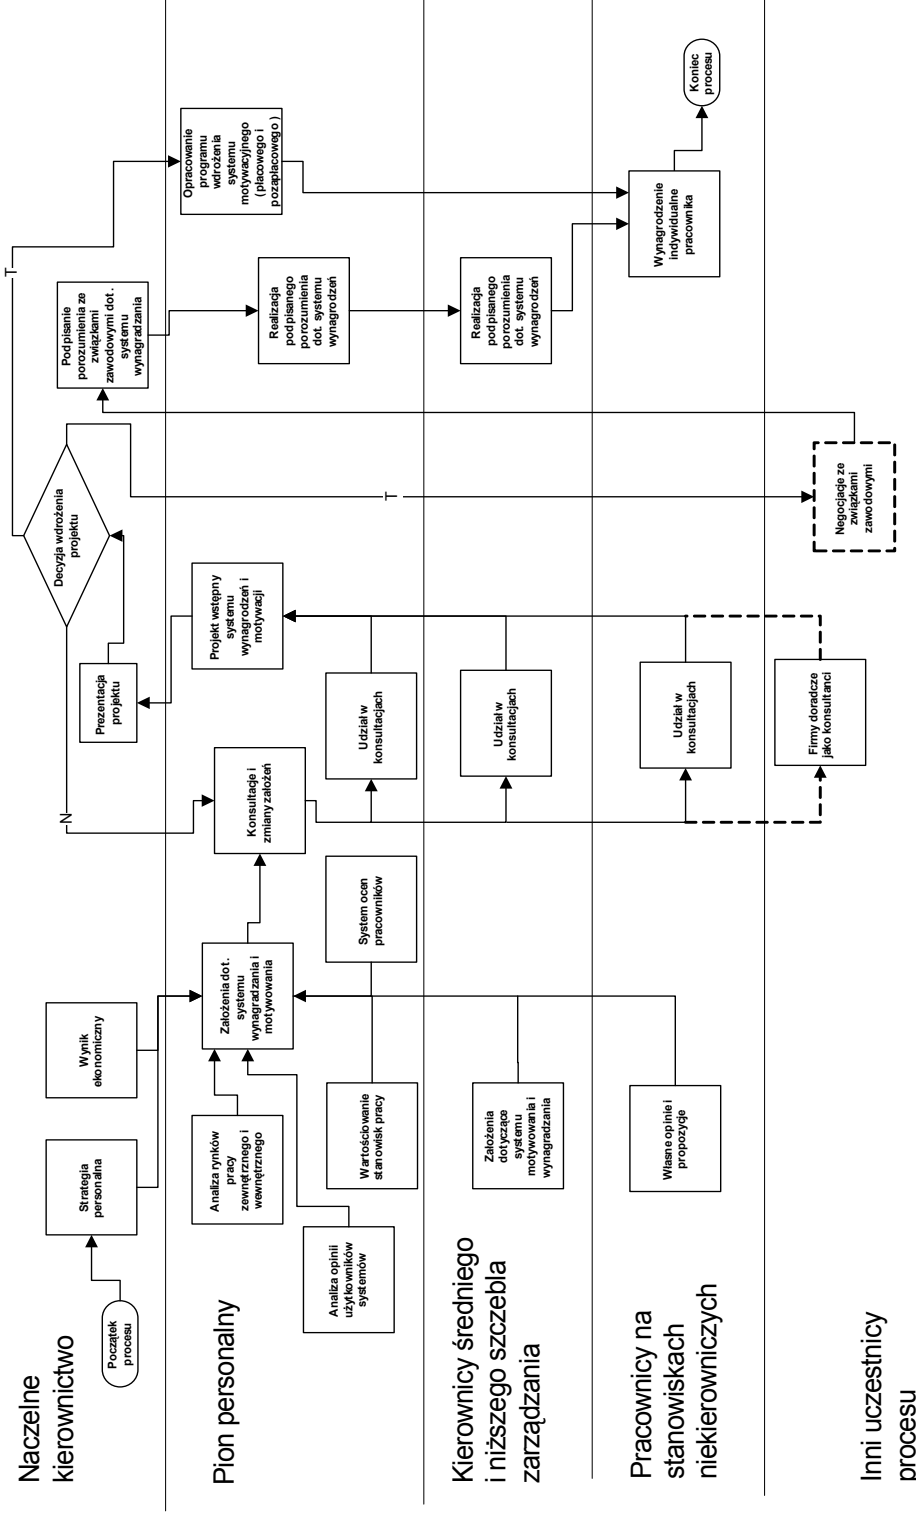 Naczelne
kierownictwo
Początek
procesu
Strategia
personalna
Wynik
ekonomiczny
N
Prezentacja
projektu
Decyzja wdrożenia
projektu
T
Podpisanie
porozumienia ze
związkami
zawodowymi dot.
systemu
wynagradzania
Pion personalny
Analiza rynków
pracy
zewnętrznego i
wewnętrznego
Analiza opinii
użytkowników
systemów
Wartościowanie
stanowisk pracy
Założenia dot.
systemu
wynagradzania i
motywowania
System ocen
pracowników
Konsultacje i
zmiany założeń
Udział w
konsultacjach
Projekt wstępny
systemu
wynagrodzeń i
motywacji
Realizacja
podpisanego
porozumienia
dot. systemu
wynagrodzeń
Opracowanie
programu
wdrożenia
systemu
motywacyjnego
(płacowego i
pozapłacowego)
Kierownicy średniego
i niższego szczebla
zarządzania
Założenia
dotyczące
systemu
motywowania i
wynagradzania
Udział w
konsultacjach
T
Realizacja
podpisanego
porozumienia
dot. systemu
wynagrodzeń
Pracownicy na
stanowiskach
niekierowniczych
Własne opinie i
propozycje
Udział w
konsultacjach
Wynagrodzenie
indywidualne
pracownika
Koniec
procesu
Inni uczestnicy
procesu
Firmy doradcze
jako konsultanci
Negocjacje ze
związkami
zawodowymi